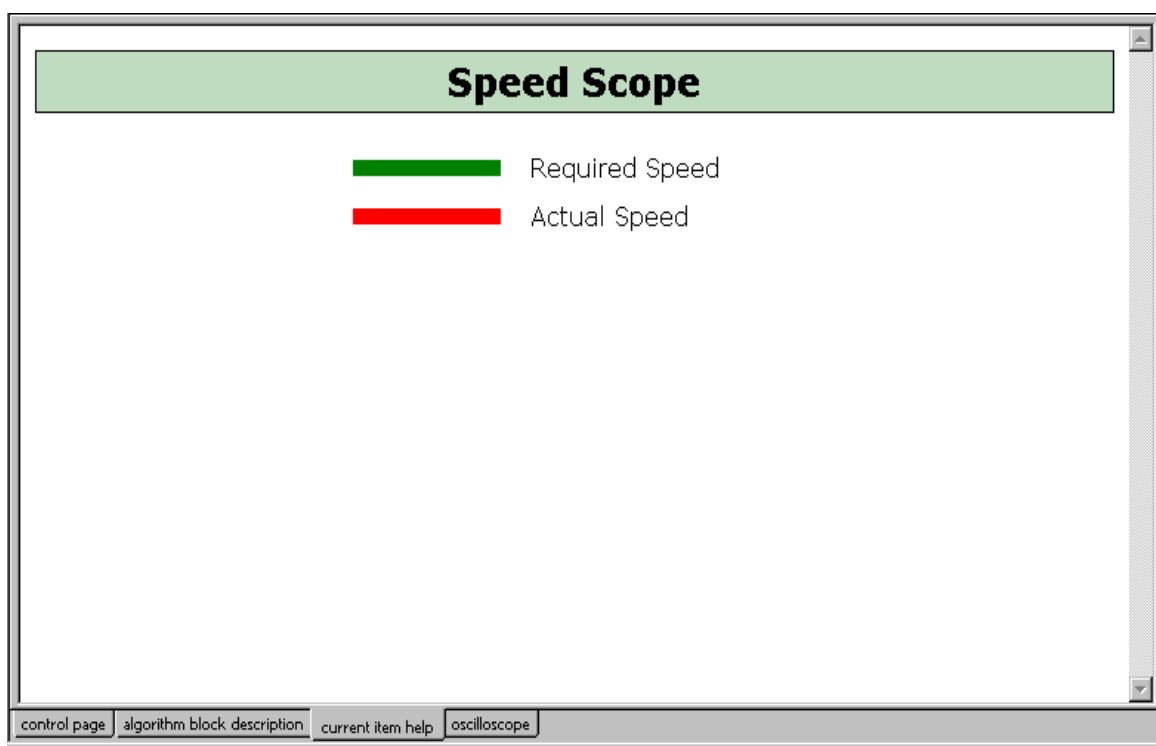 Speed Scope
Required Speed
Actual Speed
control page algorithm block description current item help oscilloscope